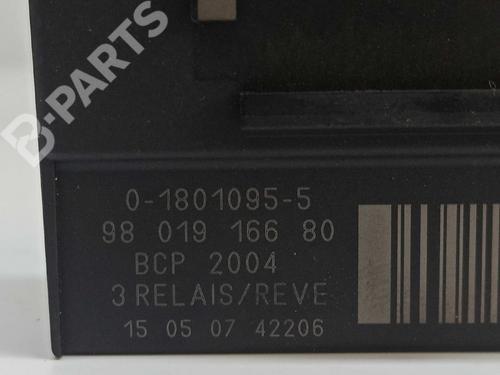 B-PARTS
0-1801095-5
98 019 166 80
BCP 2004
3 RELAIS/REVE
15 05 07 42206